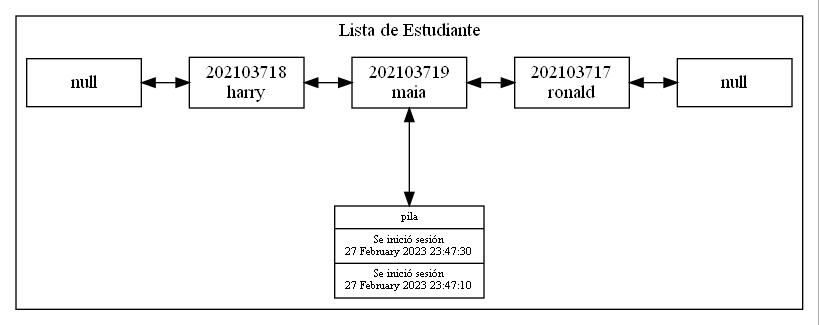 Lista de Estudiante
null
202103718
harry
202103719
maia
202103717
ronald
null
pila
Se inició sesión
27 February 2023 23:47:30
Se inició sesión
27 February 2023 23:47:10